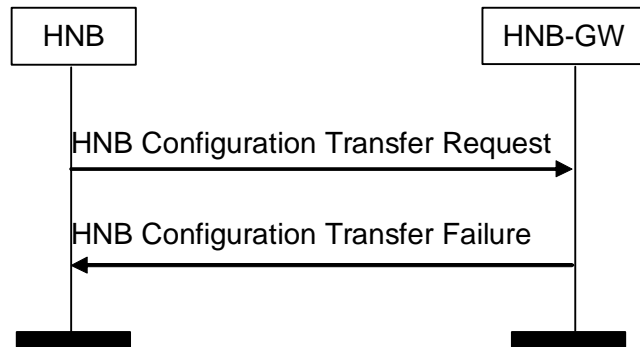 HNB
HNB-GW
HNB Configuration Transfer Request
HNB Configuration Transfer Failure